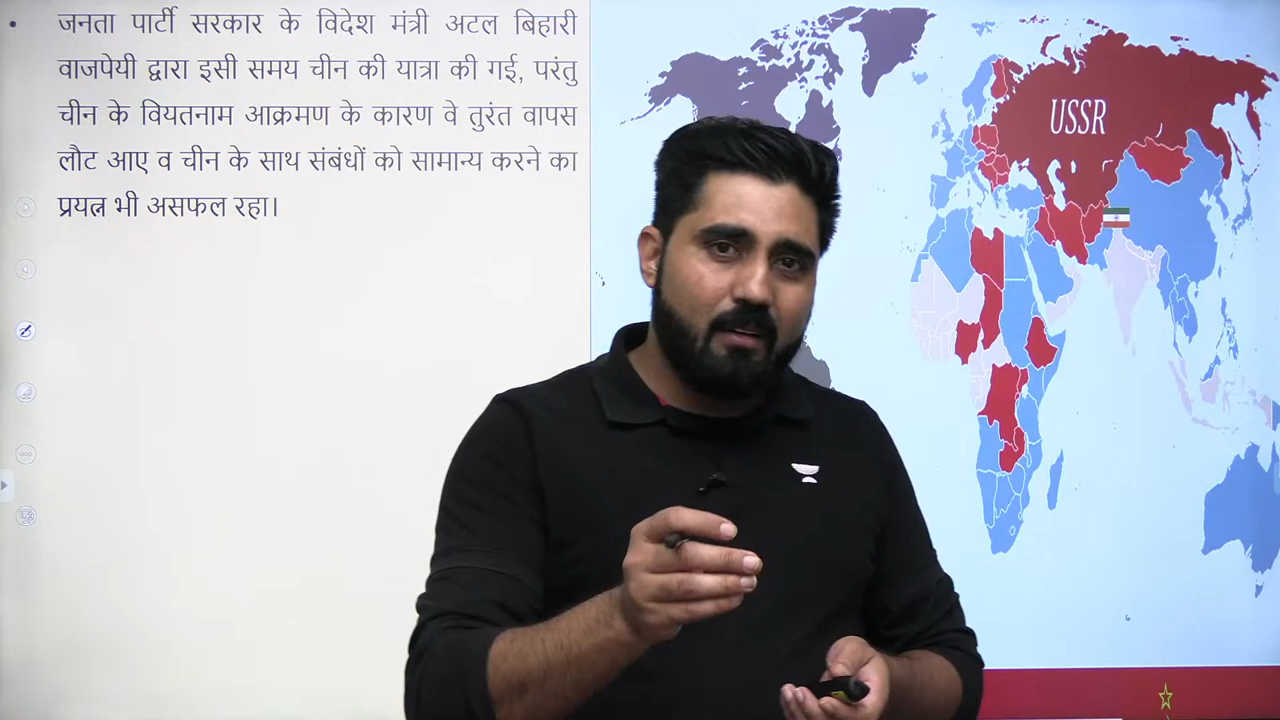 • जनता पार्टी सरकार के विदेश मंत्री अटल बिहारी
वाजपेयी द्वारा इसी समय चीन की यात्रा की गई, परंतु
चीन के वियतनाम आक्रमण के कारण वे तुरंत वापस
लौट आए व चीन के साथ संबंधों को सामान्य करने का
प्रयत्न भी असफल रहा।
USSR